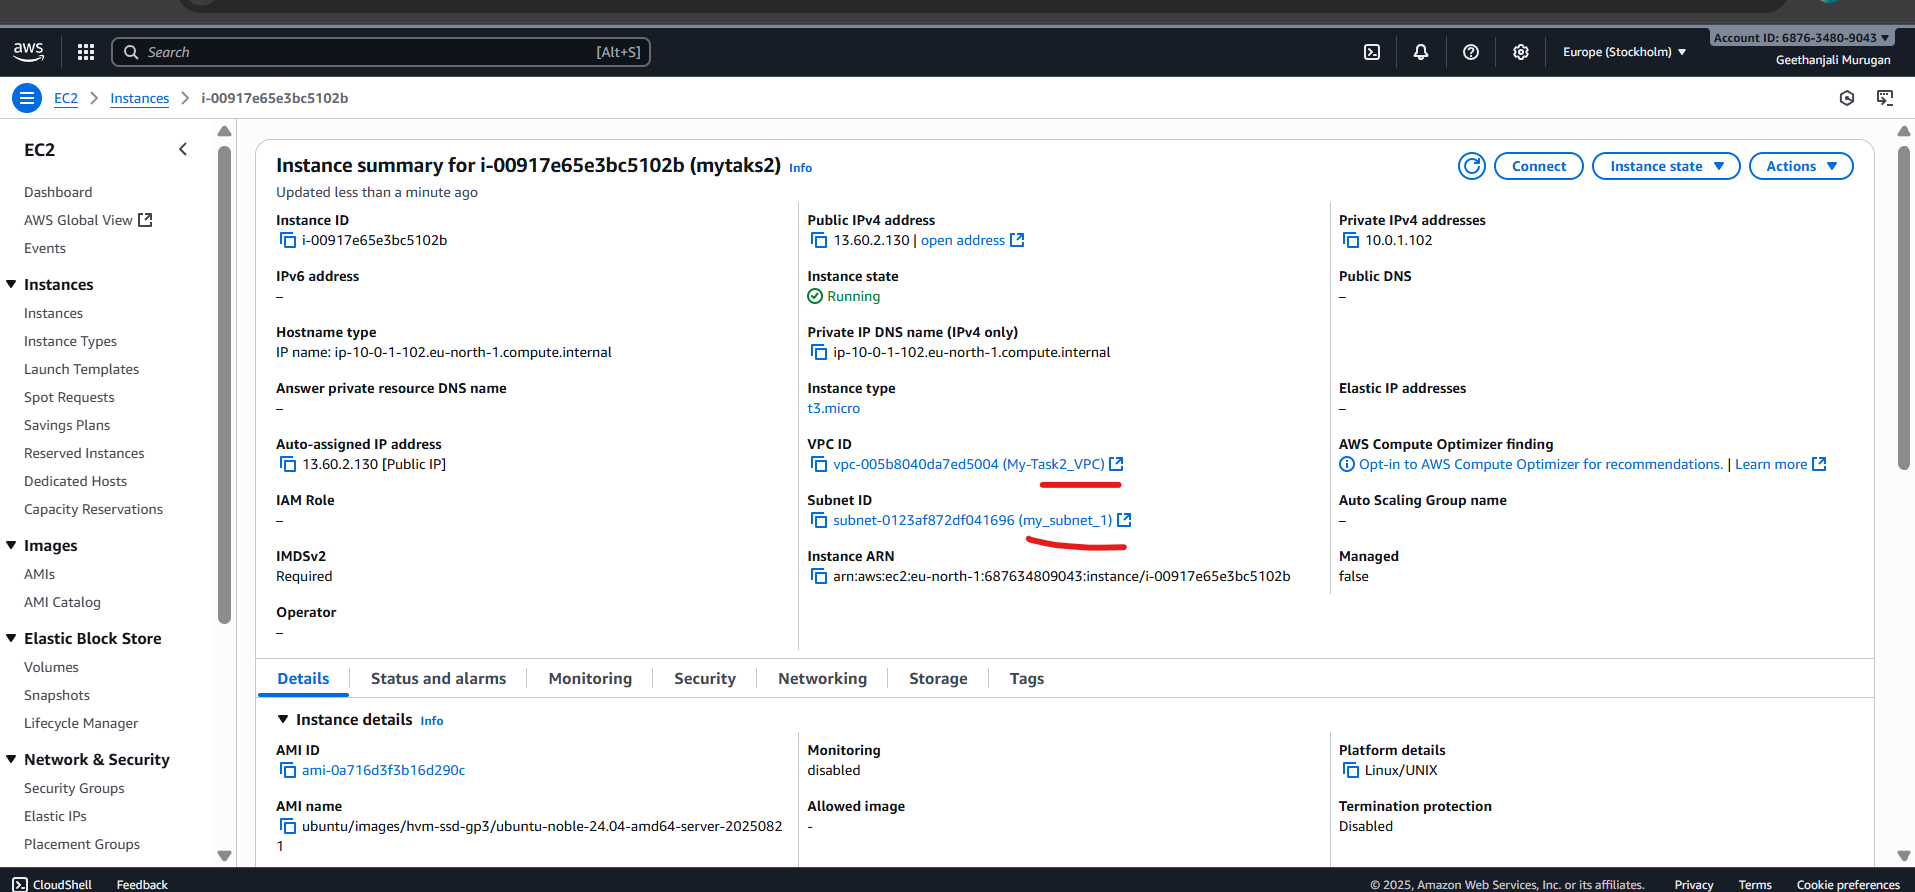 aws
Search [Alt+S]
Europe (Stockholm)
Account ID: 6876-3480-9043
Geethanjali Murugan
EC2 Instances i-00917e65e3bc5102b
EC2
Dashboard
AWS Global View
Events
Instances
Instances
Instance Types
Launch Templates
Spot Requests
Savings Plans
Reserved Instances
Dedicated Hosts
Capacity Reservations
Images
AMIs
AMI Catalog
Elastic Block Store
Volumes
Snapshots
Lifecycle Manager
Network & Security
Security Groups
Elastic IPs
Placement Groups
Instance summary for i-00917e65e3bc5102b (mytaks2) Info
Updated less than a minute ago
Connect
Instance state
Actions
Instance ID
i-00917e65e3bc5102b
Public IPv4 address
13.60.2.130 | open address
Private IPv4 addresses
10.0.1.102
IPv6 address
–
Instance state
Running
Public DNS
–
Hostname type
IP name: ip-10-0-1-102.eu-north-1.compute.internal
Private IP DNS name (IPv4 only)
ip-10-0-1-102.eu-north-1.compute.internal
Answer private resource DNS name
–
Instance type
t3.micro
Elastic IP addresses
–
Auto-assigned IP address
13.60.2.130 [Public IP]
VPC ID
vpc-005b8040da7ed5004 (My-Task2_VPC)
AWS Compute Optimizer finding
Opt-in to AWS Compute Optimizer for recommendations. | Learn more
IAM Role
–
Subnet ID
subnet-0123af872df041696 (my_subnet_1)
Auto Scaling Group name
–
IMDSv2
Required
Instance ARN
arn:aws:ec2:eu-north-1:687634809043:instance/i-00917e65e3bc5102b
Managed
false
Operator
–
Details
Status and alarms
Monitoring
Security
Networking
Storage
Tags
Instance details Info
AMI ID
ami-0a716d3f3b16d290c
Monitoring
disabled
Platform details
Linux/UNIX
AMI name
ubuntu/images/hvm-ssd-gp3/ubuntu-noble-24.04-amd64-server-2025082
1
Allowed image
-
Termination protection
Disabled
CloudShell Feedback
© 2025, Amazon Web Services, Inc. or its affiliates. Privacy Terms Cookie preferences